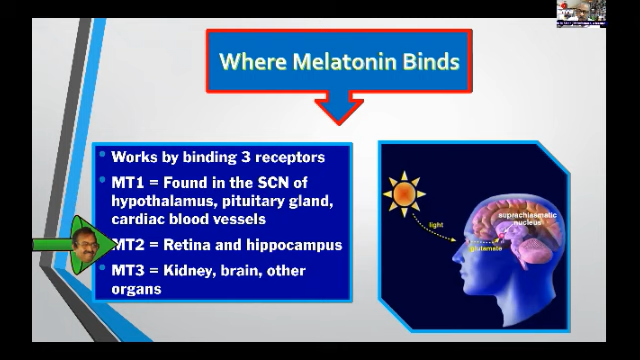 Where Melatonin Binds
Works by binding 3 receptors
MT1 = Found in the SCN of
hypothalamus, pituitary gland,
cardiac blood vessels
MT2 = Retina and hippocampus
MT3 = Kidney, brain, other
organs
light
suprachiasmatic
nucleus
glutamate